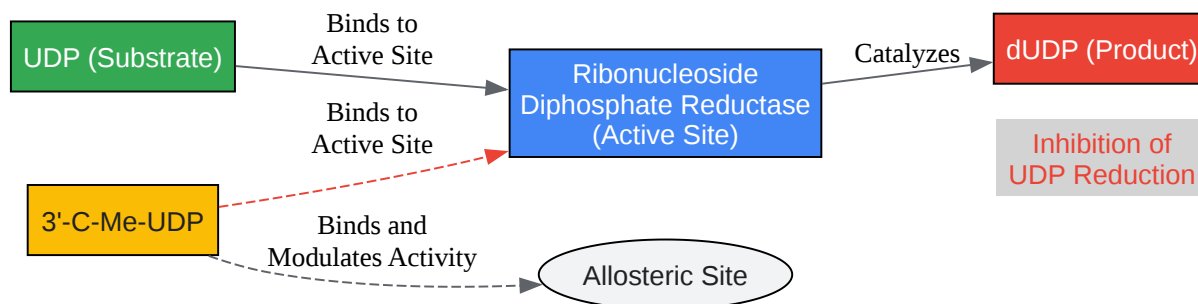 UDP (Substrate)
Binds to
Active Site
Ribonucleoside
Diphosphate Reductase
(Active Site)
Catalyzes
dUDP (Product)
Binds to
Active Site
Inhibition of
UDP Reduction
3'-C-Me-UDP
Binds and
Modulates Activity
Allosteric Site